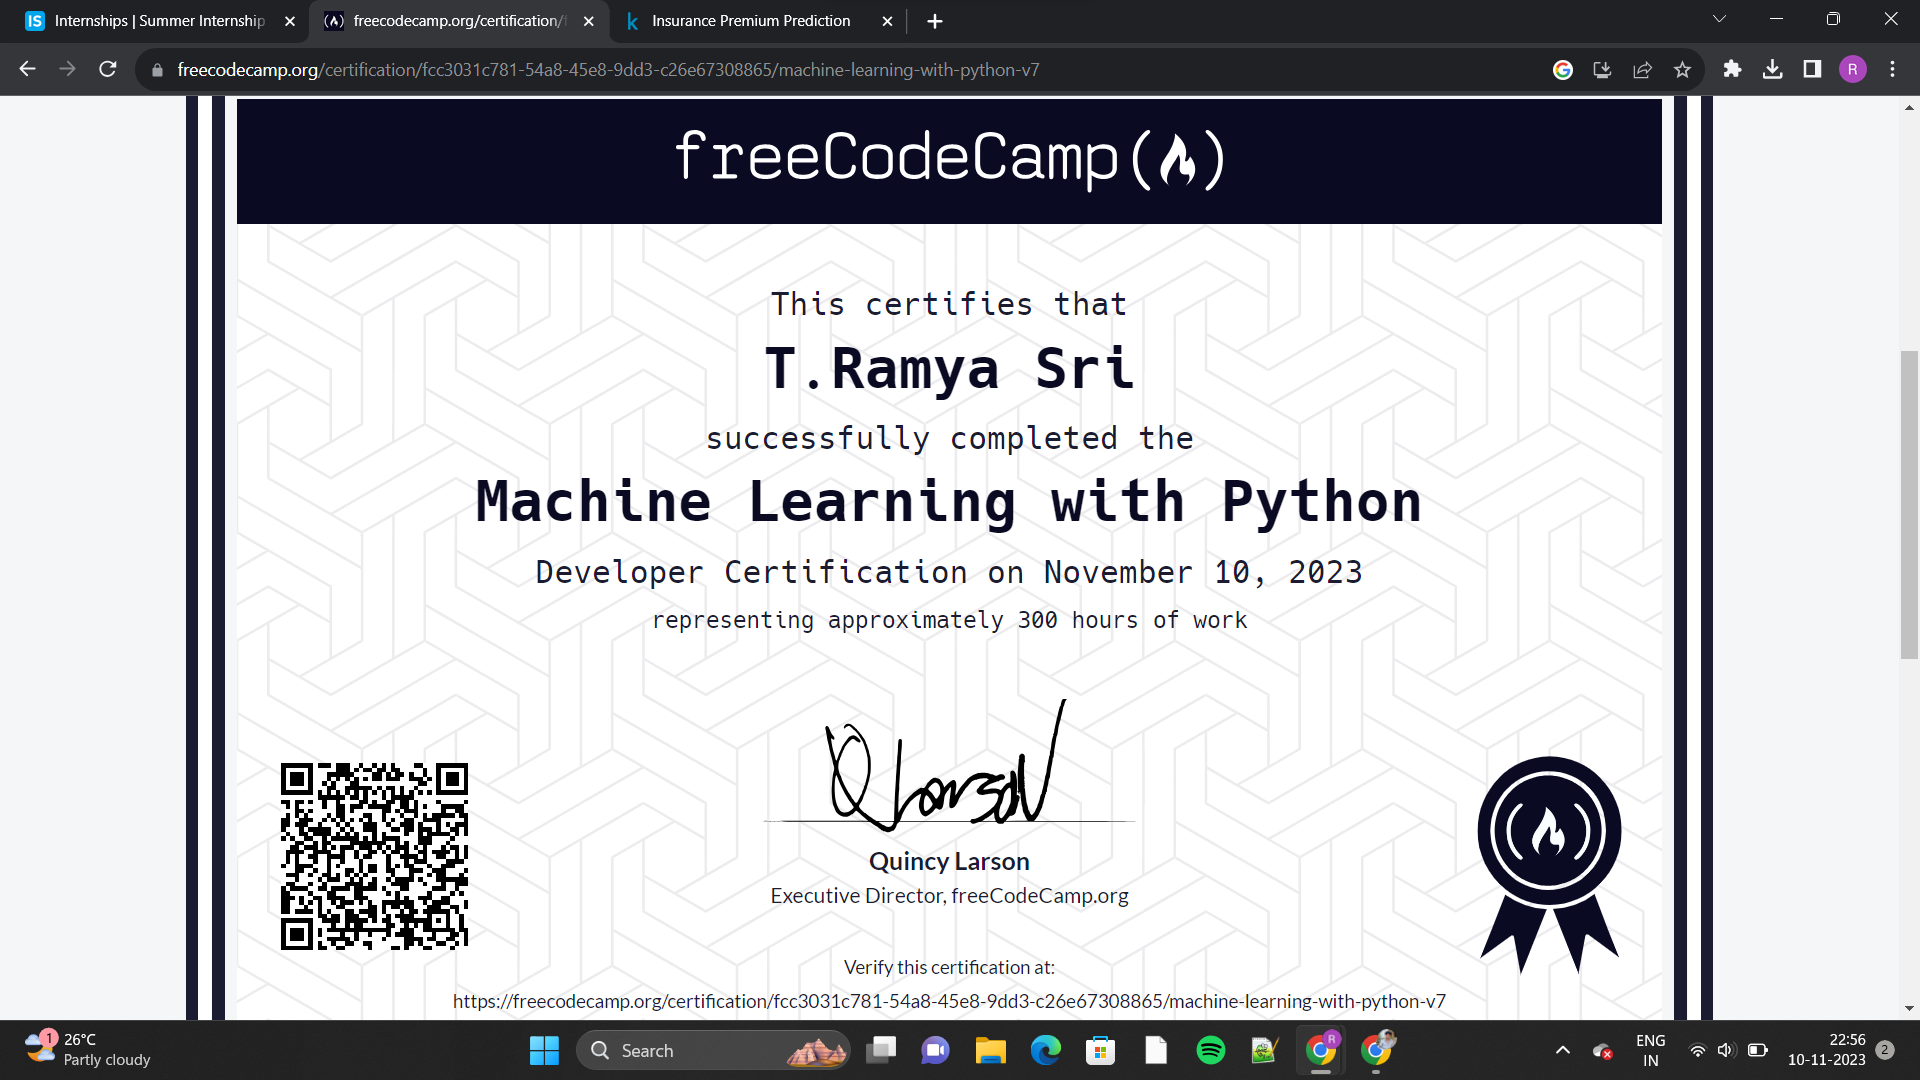 Internships | Summer Internship
freecodecamp.org/certification/
Insurance Premium Prediction
freecodecamp.org/certification/fcc3031c781-54a8-45e8-9dd3-c26e67308865/machine-learning-with-python-v7
R
freeCodeCamp
This certifies that
T.Ramya Sri
successfully completed the
Machine Learning with Python
Developer Certification on November 10, 2023
representing approximately 300 hours of work
Quincy Larson
Executive Director, freeCodeCamp.org
Verify this certification at:
https://freecodecamp.org/certification/fcc3031c781-54a8-45e8-9dd3-c26e67308865/machine-learning-with-python-v7
1
26°C
Partly cloudy
Search
R
ENG
IN
22:56
10-11-2023
2